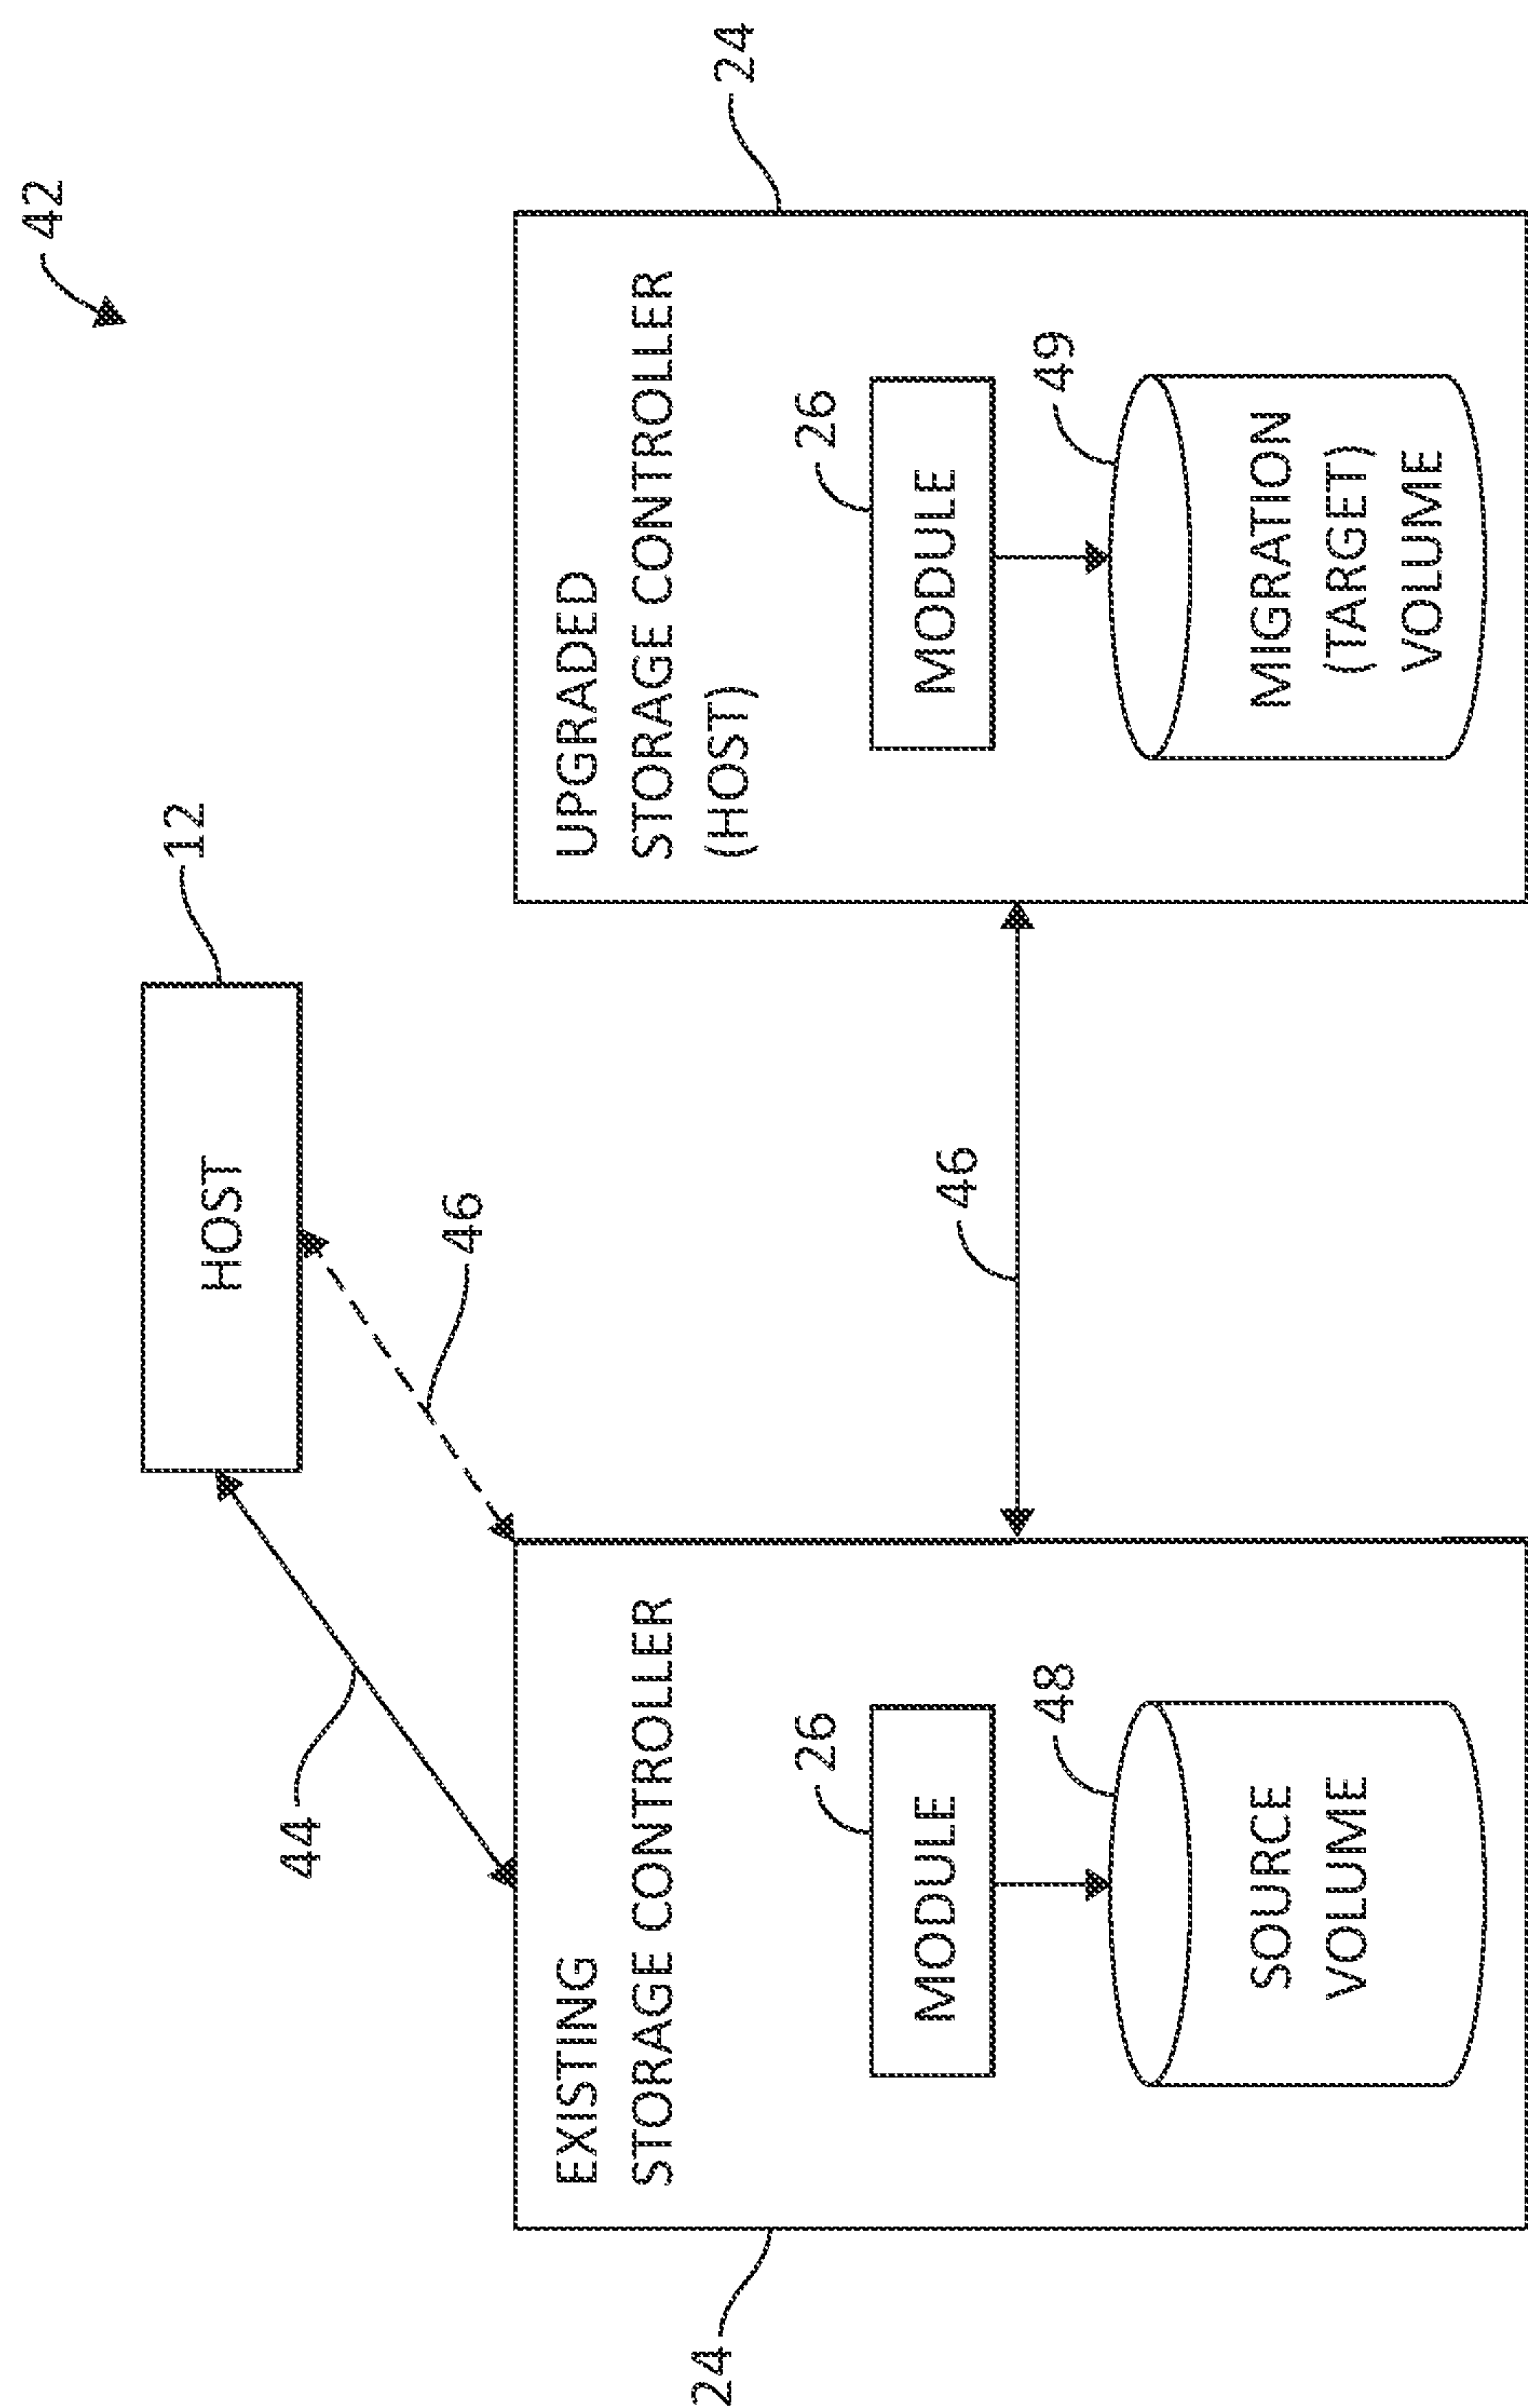 42
HOST
12
44
46
24
EXISTING
STORAGE CONTROLLER
MODULE
26
48
SOURCE
VOLUME
46
24
UPGRADED
STORAGE CONTROLLER
(HOST)
MODULE
26
49
MIGRATION
(TARGET)
VOLUME